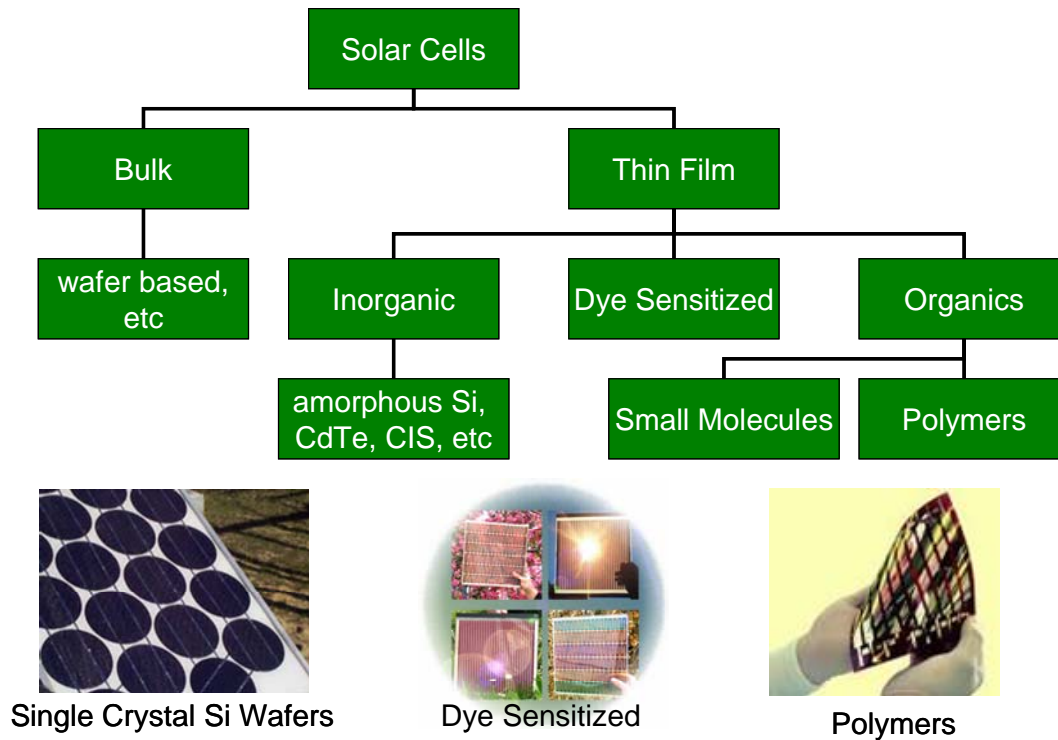 Solar Cells
Bulk
Thin Film
wafer based,
etc
Inorganic
Dye Sensitized
Organics
amorphous Si,
CdTe, CIS, etc
Small Molecules
Polymers
Single Crystal Si Wafers
Dye Sensitized
Polymers